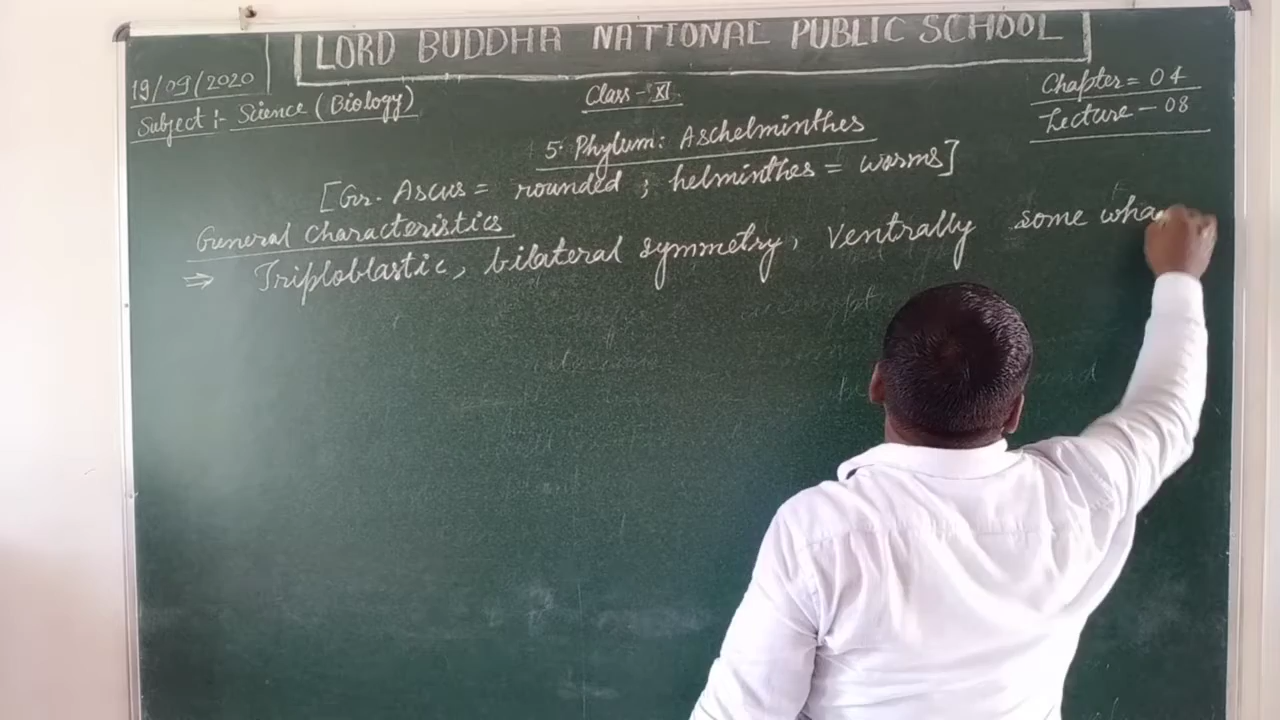 LORD BUDDHA NATIONAL PUBLIC SCHOOL
19/09/2020
Subject :- Science (Biology)
Class - XI
Chapter = 04
Lecture - 08
5. Phylum: Aschelminthes
[Gr. Ascus = rounded ; helminthes = worms]
General characteristics
⇒ Triploblastic, bilateral symmetry, ventrally some wha